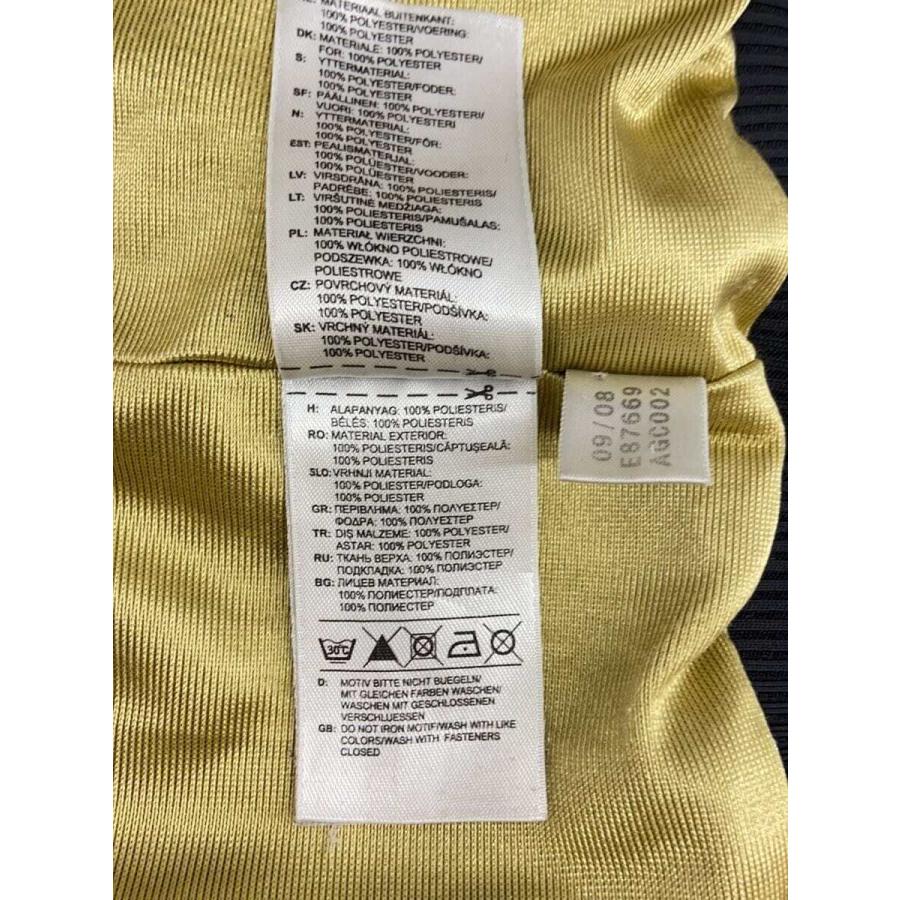 MATERIAAL BUITENKANT:
100% POLYESTER/VOERING:
100% POLYESTER
DK: MATERIALE: 100% POLYESTER/
FOR: 100% POLYESTER
S: YTTERMATERIAL:
100% POLYESTER/FODER:
100% POLYESTER
SF: PÄÄLLINEN: 100% POLYESTERI/
VUORI: 100% POLYESTERI
N: YTTERMATERIAL:
100% POLYESTER/FÔR:
100% POLYESTER
EST: PEALISMATERJAL:
100% POLÜESTER/VOODER:
100% POLÜESTER
LV: VIRSDRĀNA: 100% POLIESTERIS/
PADRĒBE: 100% POLIESTERIS
LT: VIRŠUTINĖ MEDŽIAGA:
100% POLIESTERIS/PAMUŠALAS:
100% POLIESTERIS
PL: MATERIAŁ WIERZCHNI:
100% WŁÓKNO POLIESTROWE/
PODSZEWKA: 100% WŁÓKNO
POLIESTROWE
CZ: POVRCHOVÝ MATERIÁL:
100% POLYESTER/PODŠÍVKA:
100% POLYESTER
SK: VRCHNÝ MATERIÁL:
100% POLYESTER/PODŠÍVKA:
100% POLYESTER
H: ALAPANYAG: 100% POLIESTERIS/
BÉLÉS: 100% POLIESTERIS
RO: MATERIAL EXTERIOR:
100% POLIESTERIS/CĂPTUŞEALĂ:
100% POLIESTERIS
SLO: VRHNJI MATERIAL:
100% POLIESTER/PODLOGA:
100% POLIESTER
GR: ΠΕΡΙΒΛΗΜΑ: 100% ΠΟΛΥΕΣΤΕΡ/
ΦΟΔΡΑ: 100% ΠΟΛΥΕΣΤΕΡ
TR: DIŞ MALZEME: 100% POLYESTER/
ASTAR: 100% POLYESTER
RU: ТКАНЬ ВЕРХА: 100% ПОЛИЭСТЕР/
ПОДКЛАДКА: 100% ПОЛИЭСТЕР
BG: ЛИЦЕВ МАТЕРИАЛ:
100% ПОЛИЕСТЕР/ПОДПЛАТА:
100% ПОЛИЕСТЕР
30°C
D: MOTIV BITTE NICHT BUEGELN/
MIT GLEICHEN FARBEN WASCHEN/
WASCHEN MIT GESCHLOSSENEN
VERSCHLUESSEN
GB: DO NOT IRON MOTIF/WASH WITH LIKE
COLORS/WASH WITH FASTENERS
CLOSED
09/08
E87669
AGC002